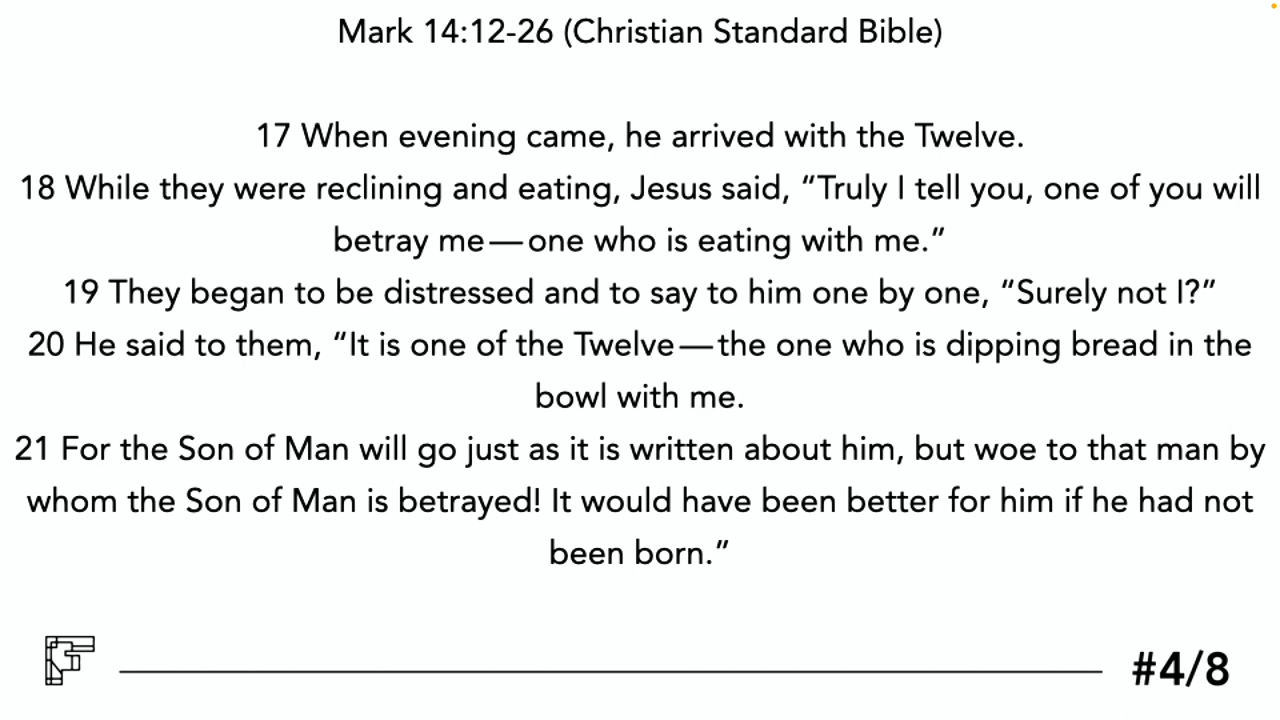 Mark 14:12-26 (Christian Standard Bible)
17 When evening came, he arrived with the Twelve.
18 While they were reclining and eating, Jesus said, “Truly I tell you, one of you will
betray me—one who is eating with me.”
19 They began to be distressed and to say to him one by one, “Surely not I?”
20 He said to them, “It is one of the Twelve—the one who is dipping bread in the
bowl with me.
21 For the Son of Man will go just as it is written about him, but woe to that man by
whom the Son of Man is betrayed! It would have been better for him if he had not
been born.”
#4/8